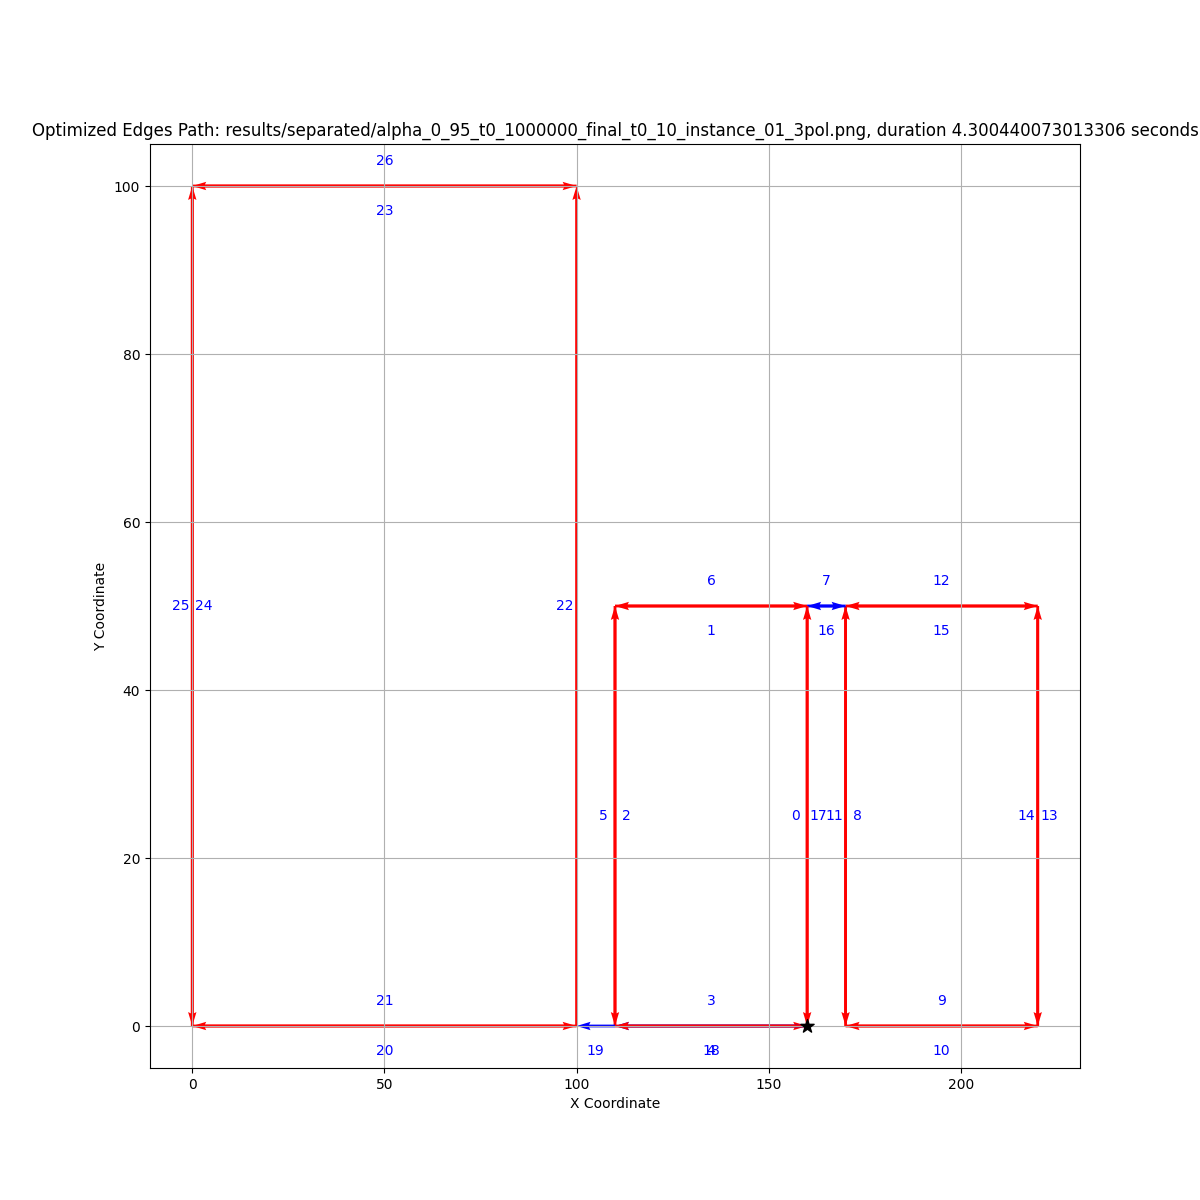 Optimized Edges Path: results/separated/alpha_0_95_t0_1000000_final_t0_10_instance_01_3pol.png, duration 4.300440073013306 seconds
26
100
23
80
60
6 7 12
1 16 15
25 24 22
Y Coordinate
40
5 2 0 17 11 8 14 13
20
21 3 9
0
20 19 4 18 10
0 50 100 150 200
X Coordinate